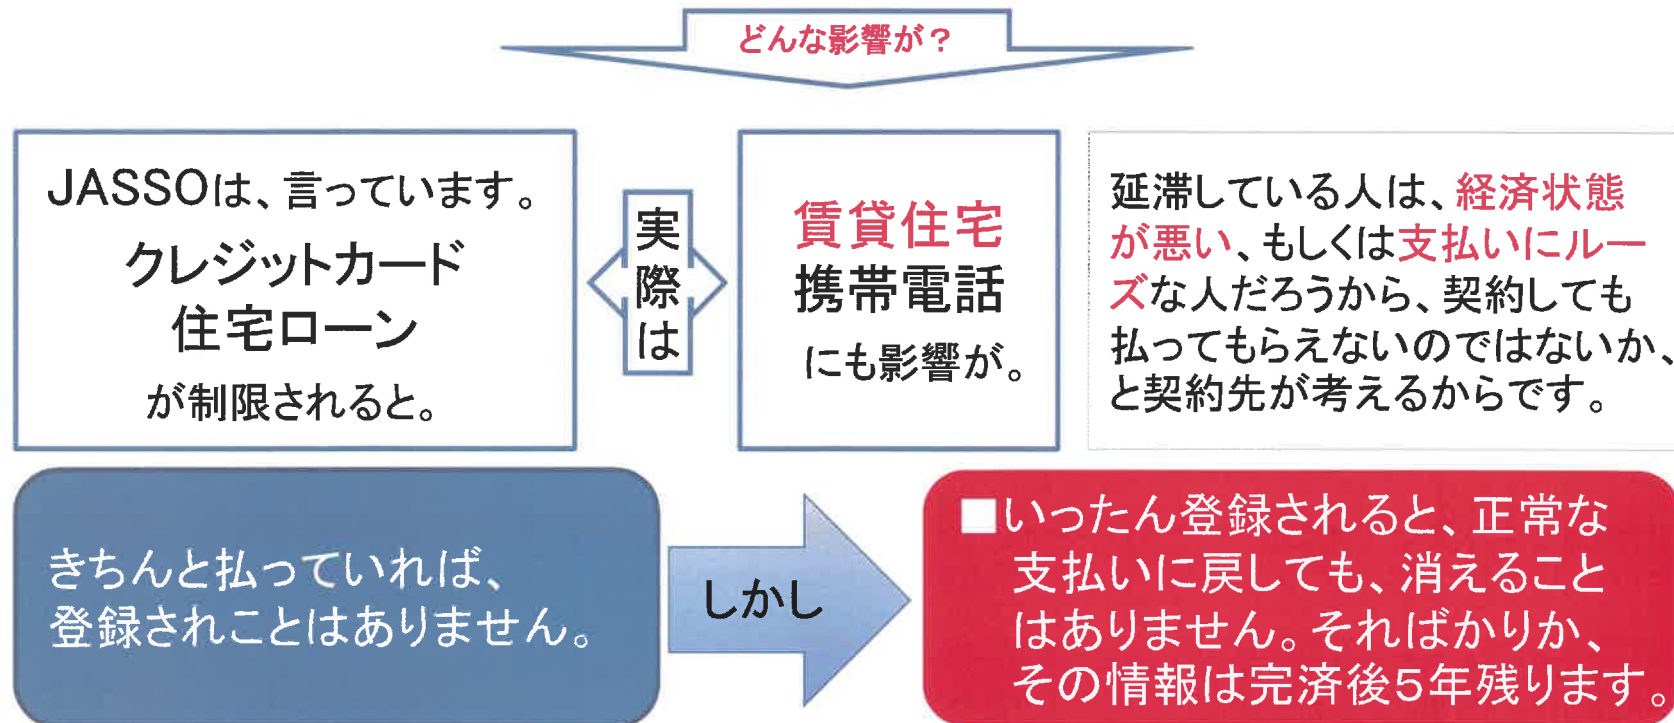 どんな影響が？
JASSOは、言っています。
クレジットカード
住宅ローン
が制限されると。
実際は
賃貸住宅
携帯電話
にも影響が。
延滞している人は、経済状態
が悪い、もしくは支払いにルー
ズな人だろうから、契約しても
払ってもらえないのではないか、
と契約先が考えるからです。
きちんと払っていれば、
登録されことはありません。
しかし
■いったん登録されると、正常な
支払いに戻しても、消えること
はありません。そればかりか、
その情報は完済後5年残ります。